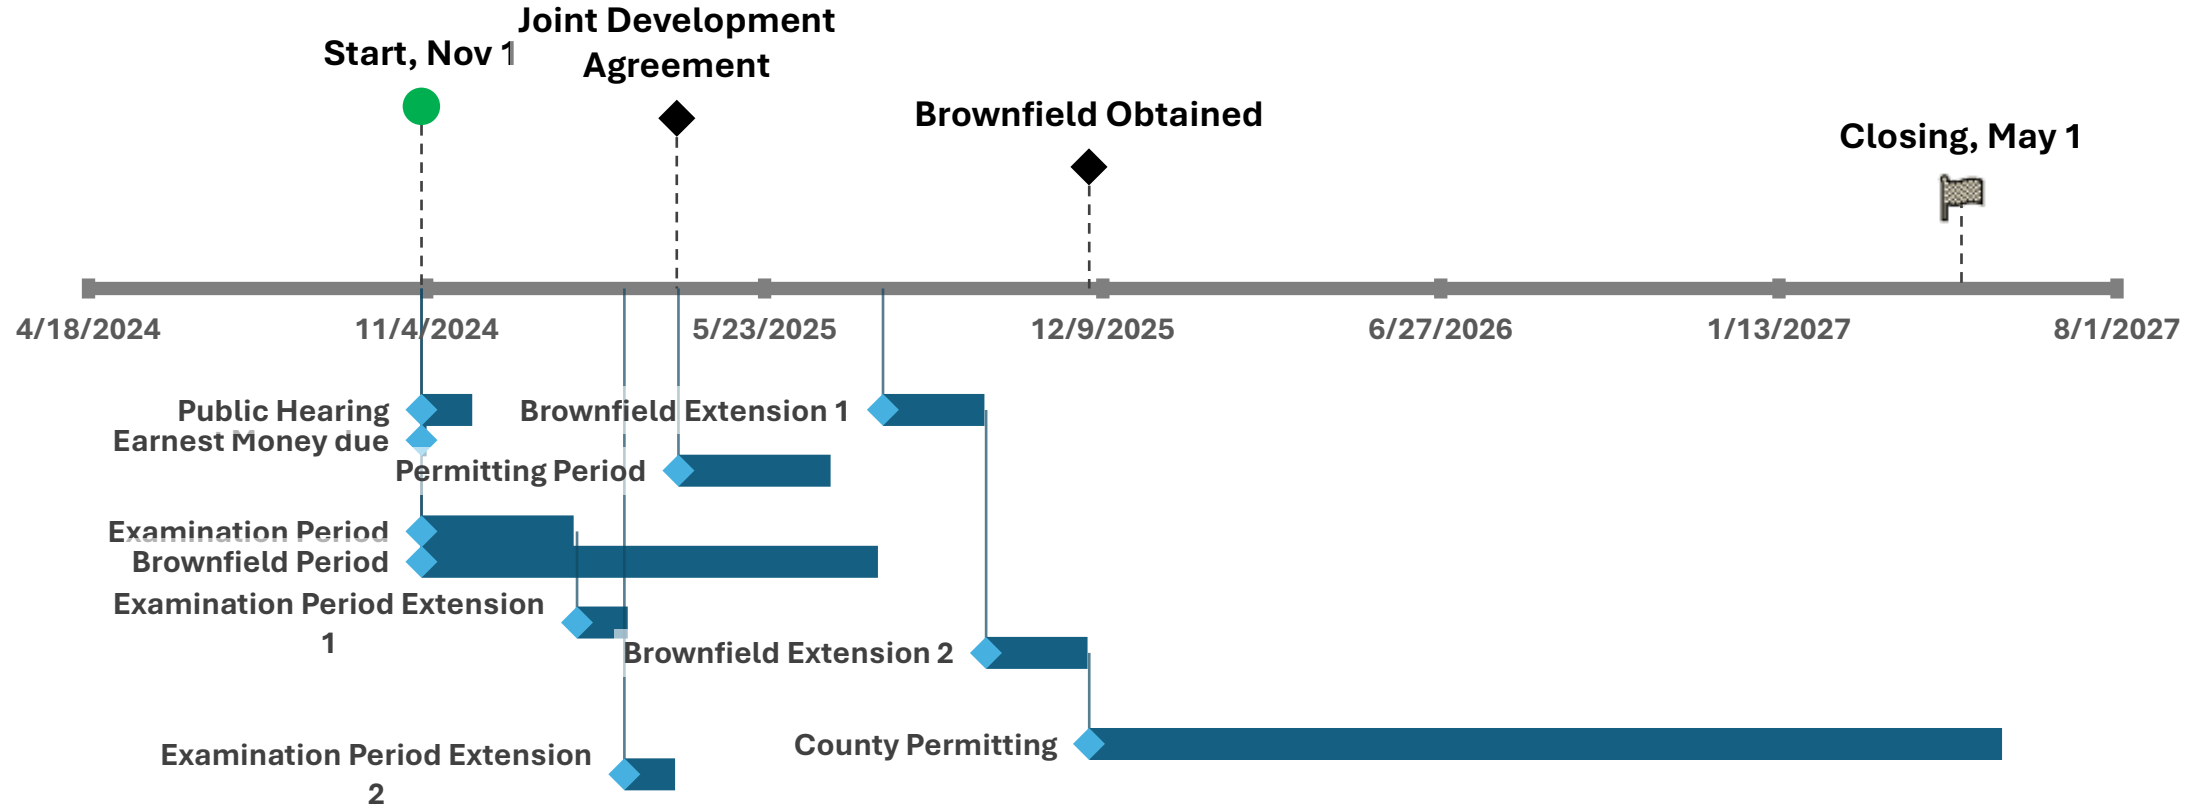 Joint Development
Agreement
Start, Nov 1
Brownfield Obtained
Closing, May 1
4/18/2024
11/4/2024
5/23/2025
12/9/2025
6/27/2026
1/13/2027
8/1/2027
Public Hearing
Brownfield Extension 1
Earnest Money due
Permitting Period
Examination Period
Brownfield Period
Examination Period Extension
1
Brownfield Extension 2
County Permitting
Examination Period Extension
2